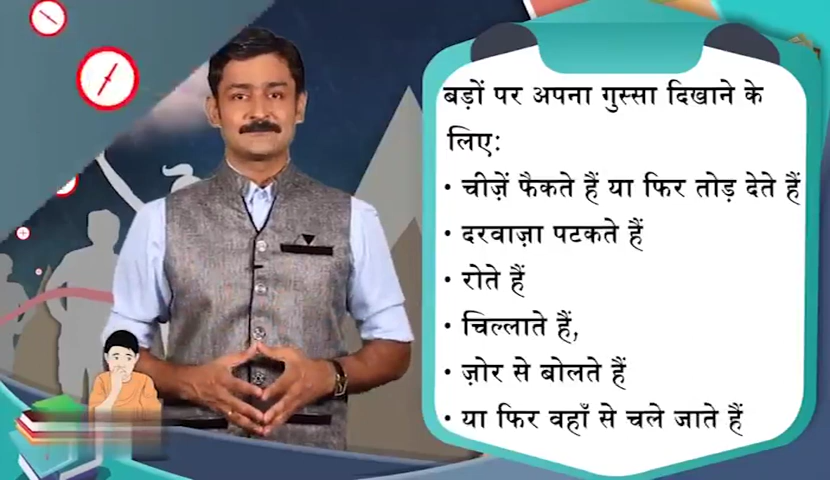 बड़ों पर अपना गुस्सा दिखाने के
लिए:
• चीज़ें फैकते हैं या फिर तोड़ देते हैं
• दरवाज़ा पटकते हैं
• रोते हैं
• चिल्लाते हैं,
• ज़ोर से बोलते हैं
• या फिर वहाँ से चले जाते हैं